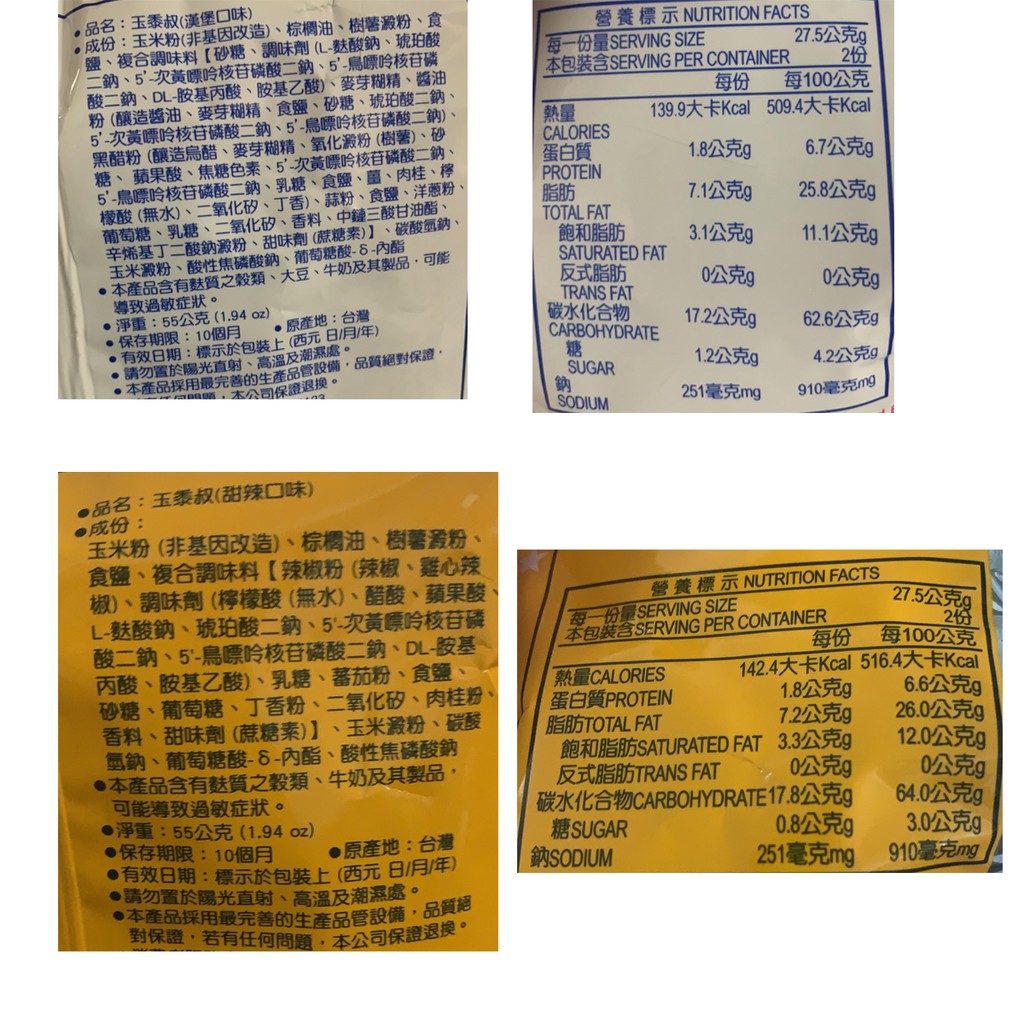 •品名：玉黍叔(漢堡口味)
•成份：玉米粉(非基因改造)、棕櫚油、樹薯澱粉、食
鹽、複合調味料【砂糖、調味劑 (L-麩酸鈉、琥珀酸
二鈉、5'-次黃嘌呤核苷磷酸二鈉、5'-鳥嘌呤核苷磷
酸二鈉、DL-胺基丙酸、胺基乙酸)、麥芽糊精、醬油
粉 (釀造醬油、麥芽糊精、食鹽、砂糖、琥珀酸二鈉、
5'-次黃嘌呤核苷磷酸二鈉、5'-鳥嘌呤核苷磷酸二鈉)、
黑醋粉 (釀造烏醋、麥芽糊精、氧化澱粉 (樹薯)、砂
糖、蘋果酸、焦糖色素、5'-次黃嘌呤核苷磷酸二鈉、
5'-鳥嘌呤核苷磷酸二鈉、乳糖、食鹽、薑、肉桂、檸
檬酸 (無水)、二氧化矽、丁香)、蒜粉、食鹽、洋蔥粉、
葡萄糖、乳糖、二氧化矽、香料、中鏈三酸甘油酯、
辛烯基丁二酸鈉澱粉、甜味劑 (蔗糖素)】、碳酸氫鈉、
玉米澱粉、酸性焦磷酸鈉、葡萄糖酸-δ-內酯
•本產品含有麩質之穀類、大豆、牛奶及其製品，可能
導致過敏症狀。
•淨重：55公克 (1.94 oz)
•保存期限：10個月 •原產地：台灣
•有效日期：標示於包裝上 (西元 日/月/年)
•請勿置於陽光直射、高溫及潮濕處。
•本產品採用最完善的生產品管設備，品質絕對保證，
任何問題，本公司保證退換。
營養標示 NUTRITION FACTS
每一份量SERVING SIZE 27.5公克g
本包裝含SERVING PER CONTAINER 2份
每份 每100公克
熱量 139.9大卡Kcal 509.4大卡Kcal
CALORIES
蛋白質 1.8公克g 6.7公克g
PROTEIN
脂肪 7.1公克g 25.8公克g
TOTAL FAT
飽和脂肪 3.1公克g 11.1公克g
SATURATED FAT
反式脂肪 0公克g 0公克g
TRANS FAT
碳水化合物 17.2公克g 62.6公克g
CARBOHYDRATE
糖 1.2公克g 4.2公克g
SUGAR
鈉 251毫克mg 910毫克mg
SODIUM
•品名：玉黍叔(甜辣口味)
•成份：
玉米粉 (非基因改造)、棕櫚油、樹薯澱粉、
食鹽、複合調味料【辣椒粉 (辣椒、雞心辣
椒)、調味劑 (檸檬酸 (無水)、醋酸、蘋果酸、
L-麩酸鈉、琥珀酸二鈉、5'-次黃嘌呤核苷磷
酸二鈉、5'-鳥嘌呤核苷磷酸二鈉、DL-胺基
丙酸、胺基乙酸)、乳糖、蕃茄粉、食鹽、
砂糖、葡萄糖、丁香粉、二氧化矽、肉桂粉、
香料、甜味劑 (蔗糖素)】、玉米澱粉、碳酸
氫鈉、葡萄糖酸-δ-內酯、酸性焦磷酸鈉
•本產品含有麩質之穀類、牛奶及其製品，
可能導致過敏症狀。
•淨重：55公克 (1.94 oz)
•保存期限：10個月 •原產地：台灣
•有效日期：標示於包裝上 (西元 日/月/年)
•請勿置於陽光直射、高溫及潮濕處。
•本產品採用最完善的生產品管設備，品質絕
對保證，若有任何問題，本公司保證退換。
營養標示 NUTRITION FACTS
每一份量SERVING SIZE 27.5公克g
本包裝含SERVING PER CONTAINER 2份
每份 每100公克
熱量CALORIES 142.4大卡Kcal 516.4大卡Kcal
蛋白質PROTEIN 1.8公克g 6.6公克g
脂肪TOTAL FAT 7.2公克g 26.0公克g
飽和脂肪SATURATED FAT 3.3公克g 12.0公克g
反式脂肪TRANS FAT 0公克g 0公克g
碳水化合物CARBOHYDRATE 17.8公克g 64.0公克g
糖SUGAR 0.8公克g 3.0公克g
鈉SODIUM 251毫克mg 910毫克mg